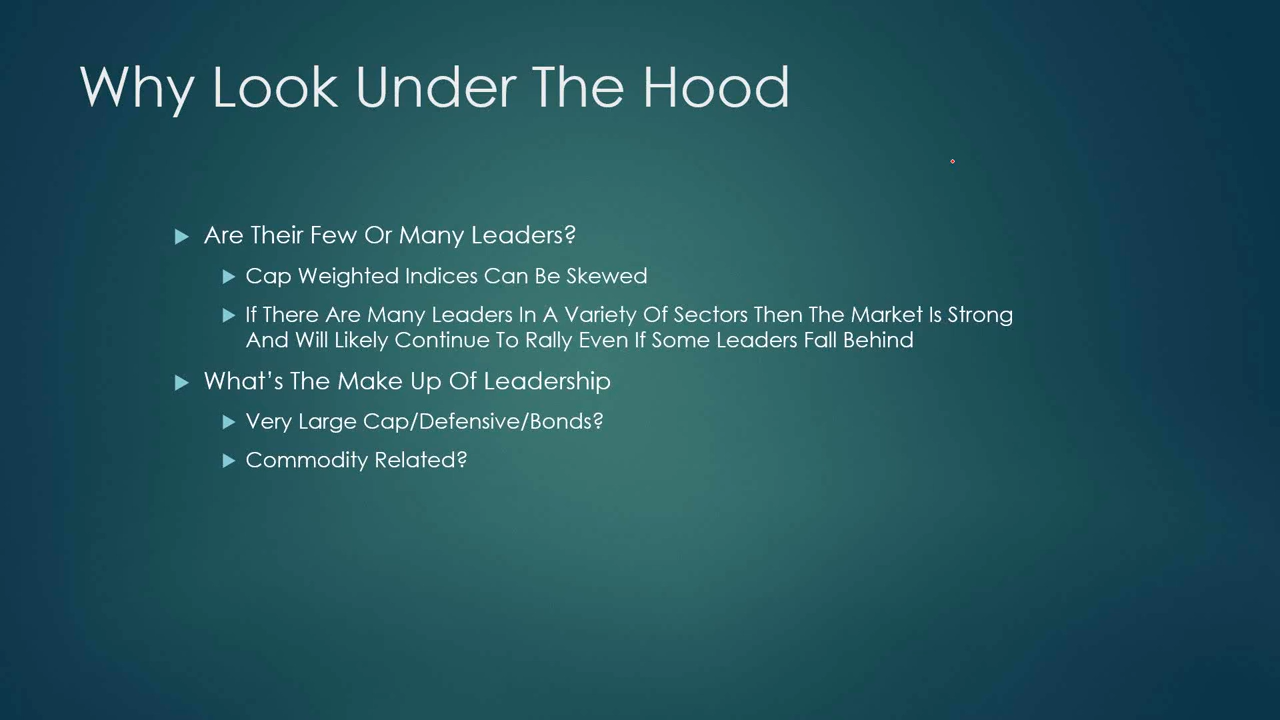 Why Look Under The Hood
Are Their Few Or Many Leaders?
Cap Weighted Indices Can Be Skewed
If There Are Many Leaders In A Variety Of Sectors Then The Market Is Strong
And Will Likely Continue To Rally Even If Some Leaders Fall Behind
What's The Make Up Of Leadership
Very Large Cap/Defensive/Bonds?
Commodity Related?